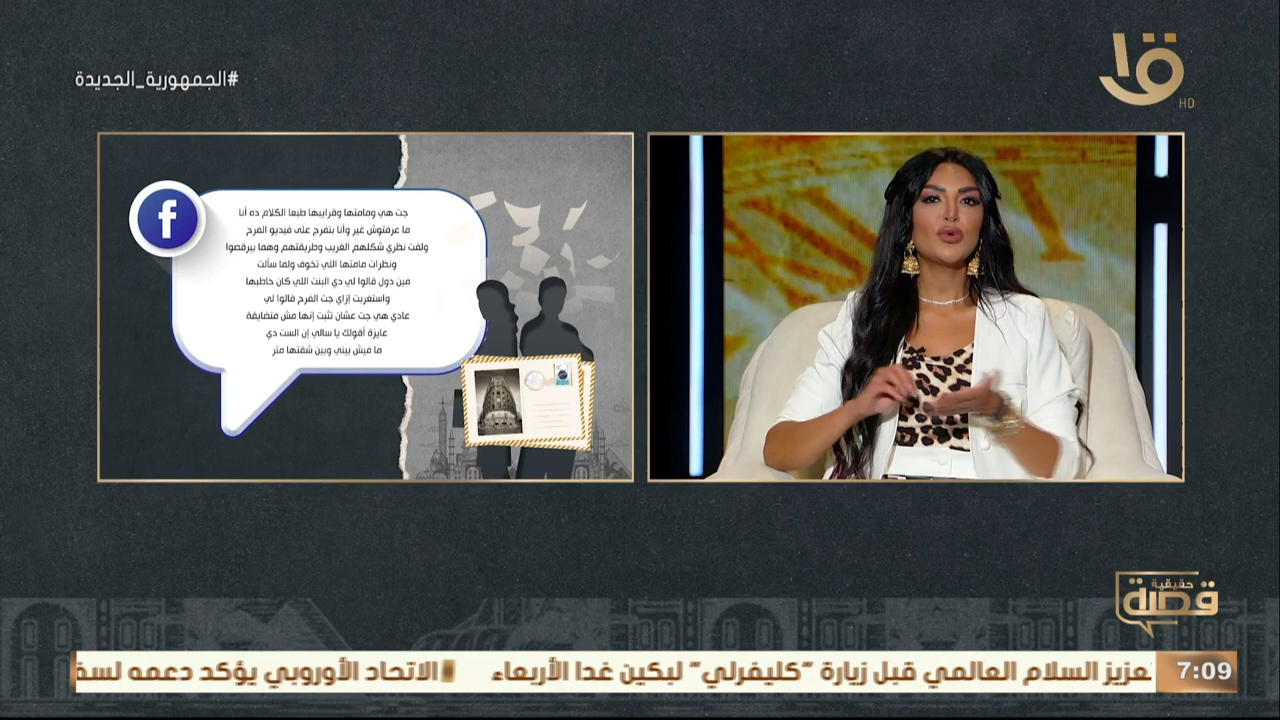 #الجمهورية_الجديدة
HD
جت هي ومامتها وقرايبها طبعا الكلام ده أنا
ما عرفتوش غير وأنا بتفرج على فيديو الفرح
ولفت نظري شكلهم الغريب وطريقتهم وهما بيرقصوا
ونظرات مامتها اللي تخوف ولما سألت
مين دول قالوا لي دي البنت اللي كان خاطبها
واستغربت إزاي جت الفرح قالوا لي
عادي هي جت عشان تثبت إنها مش متضايقة
عايزة أقولك يا سالي إن الست دي
ما فيش بيني وبين شقتها متر
قصة حقيقية
السلام العالمي قبل زيارة "كليفرلي" لبكين غدا الأربعاء الاتحاد الأوروبي يؤكد دعمه
7:09